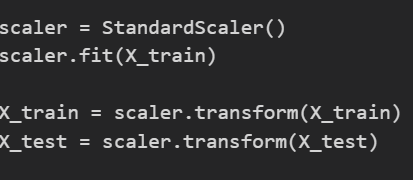 scaler = StandardScaler()
scaler.fit(X_train)
X_train = scaler.transform(X_train)
X_test = scaler.transform(X_test)